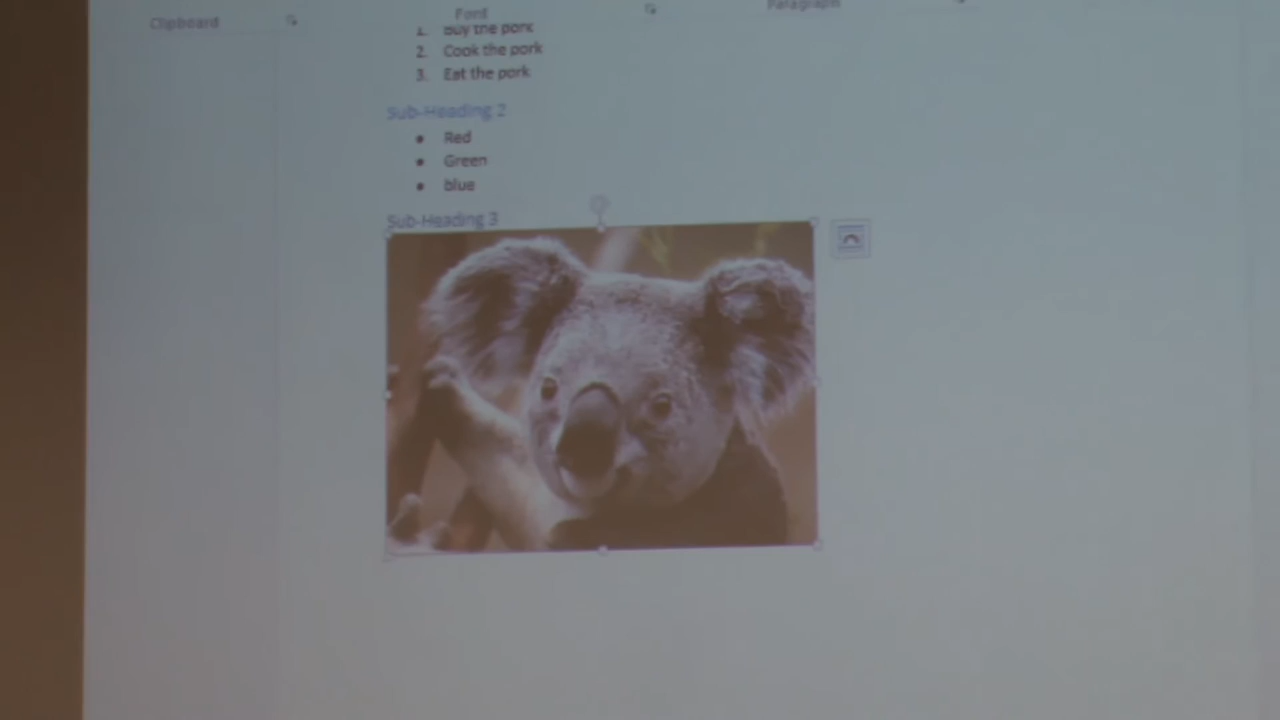 Clipboard Font Paragraph
1. Buy the pork
2. Cook the pork
3. Eat the pork
Sub-Heading 2
• Red
• Green
• blue
Sub-Heading 3